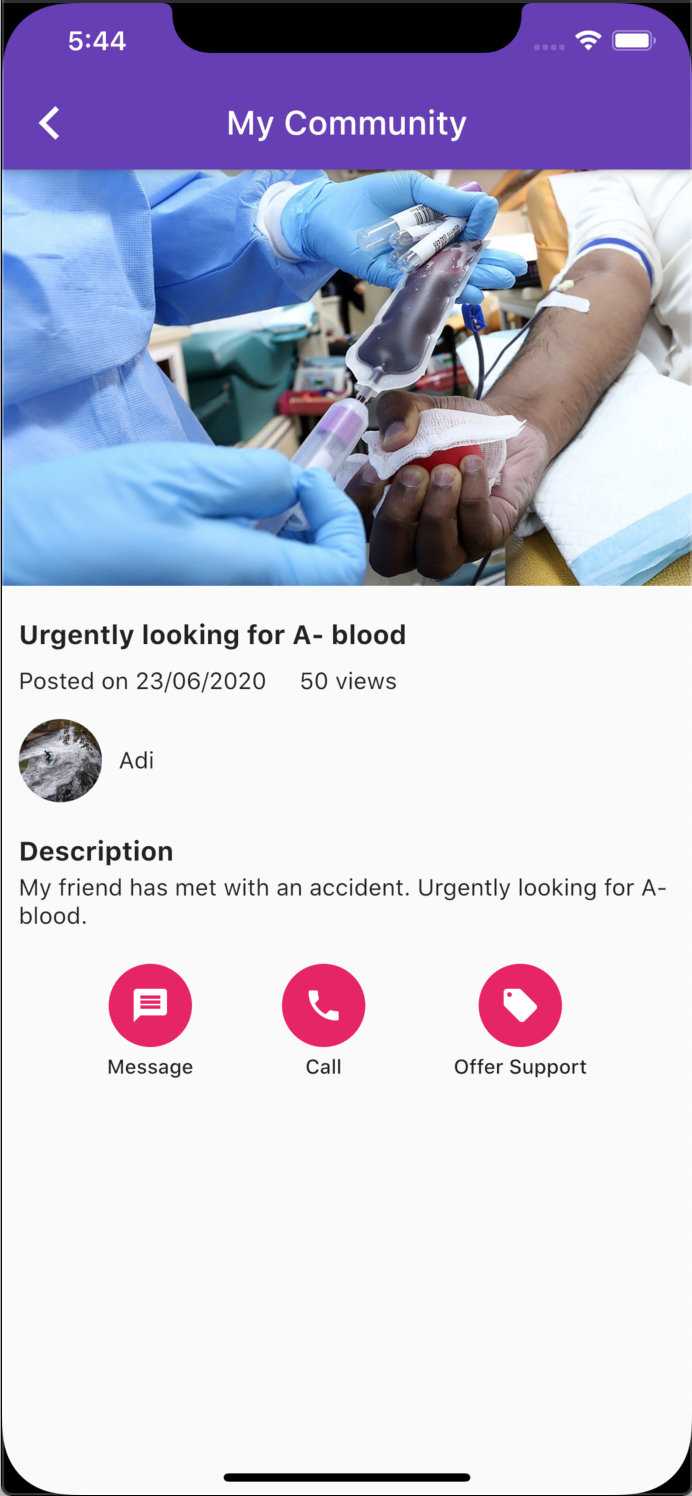 5:44
My Community
Urgently looking for A- blood
Posted on 23/06/2020 50 views
Adi
Description
My friend has met with an accident. Urgently looking for A-
blood.
Message Call Offer Support